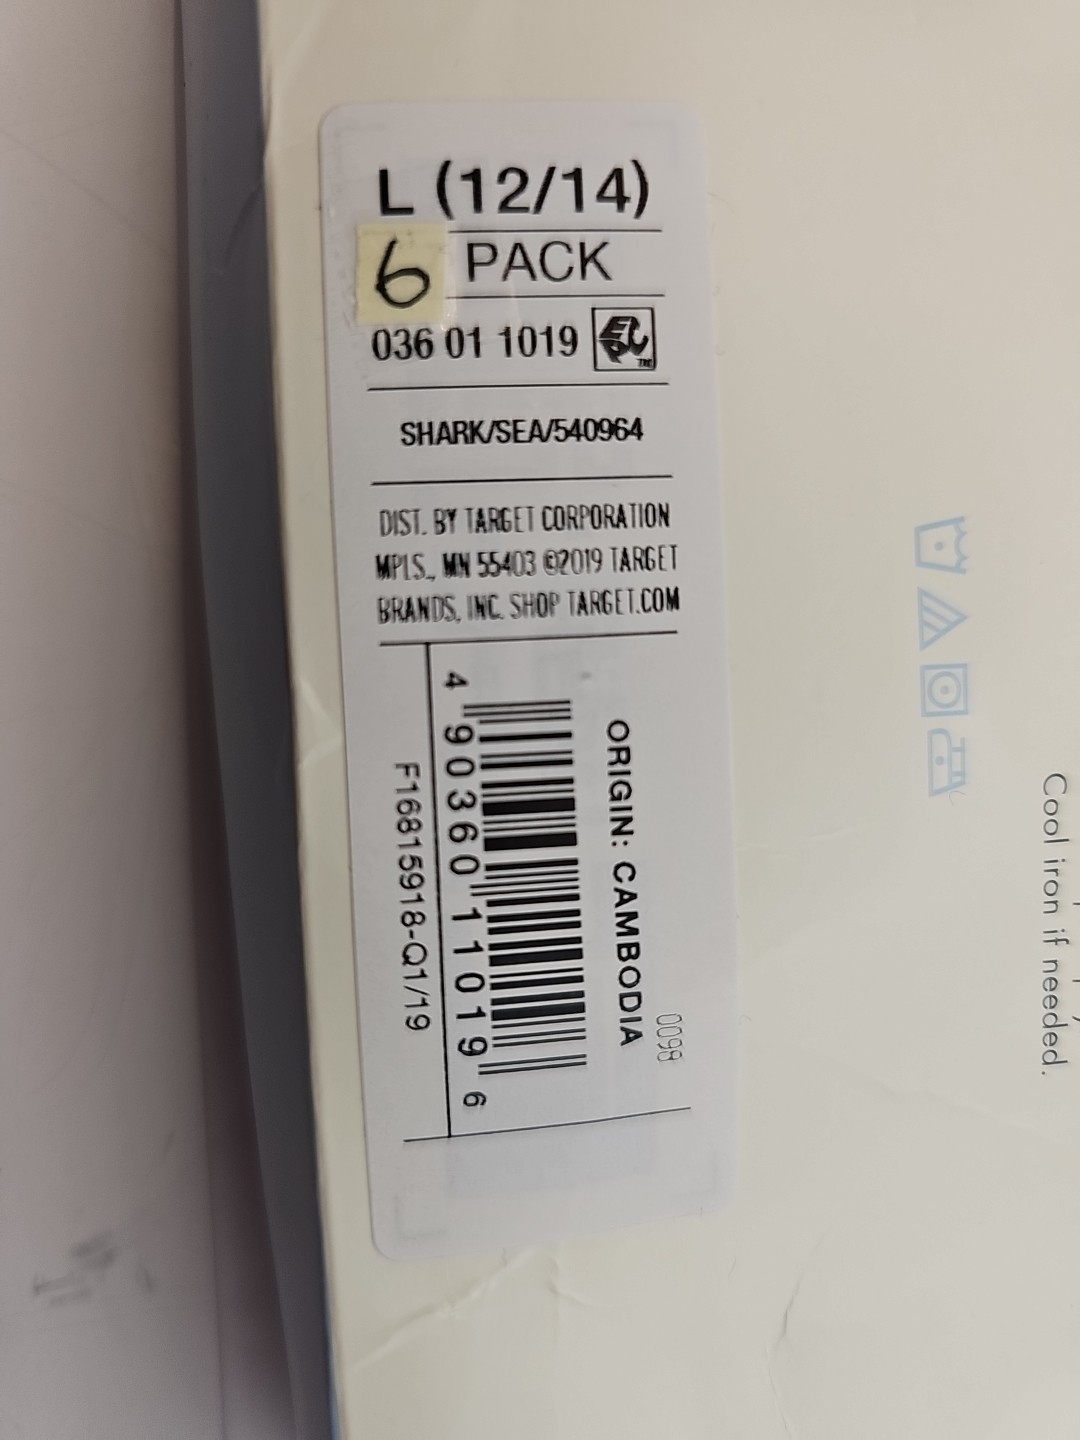 L (12/14)
6 PACK
036 01 1019
SHARK/SEA/540964
DIST. BY TARGET CORPORATION
MPLS., MN 55403 ©2019 TARGET
BRANDS, INC. SHOP TARGET.COM
ORIGIN: CAMBODIA
0098
4 90360 11019 6
F16815918-Q1/19
Cool iron if needed.